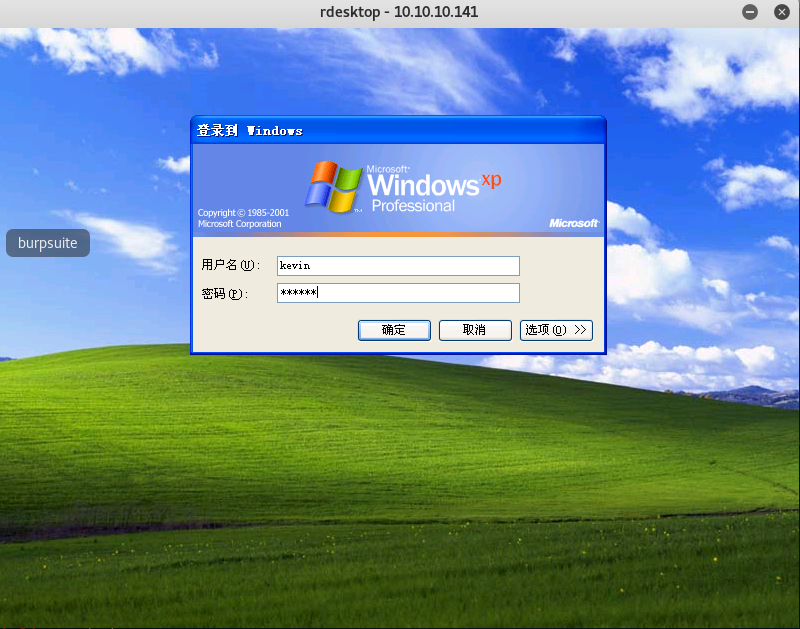 rdesktop - 10.10.10.141
登录到 Windows
Microsoft®
Windows xp
Professional
Copyright © 1985-2001
Microsoft Corporation
Microsoft
burpsuite
用户名(U): kevin
密码(P): ******
确定 取消 选项(O) >>